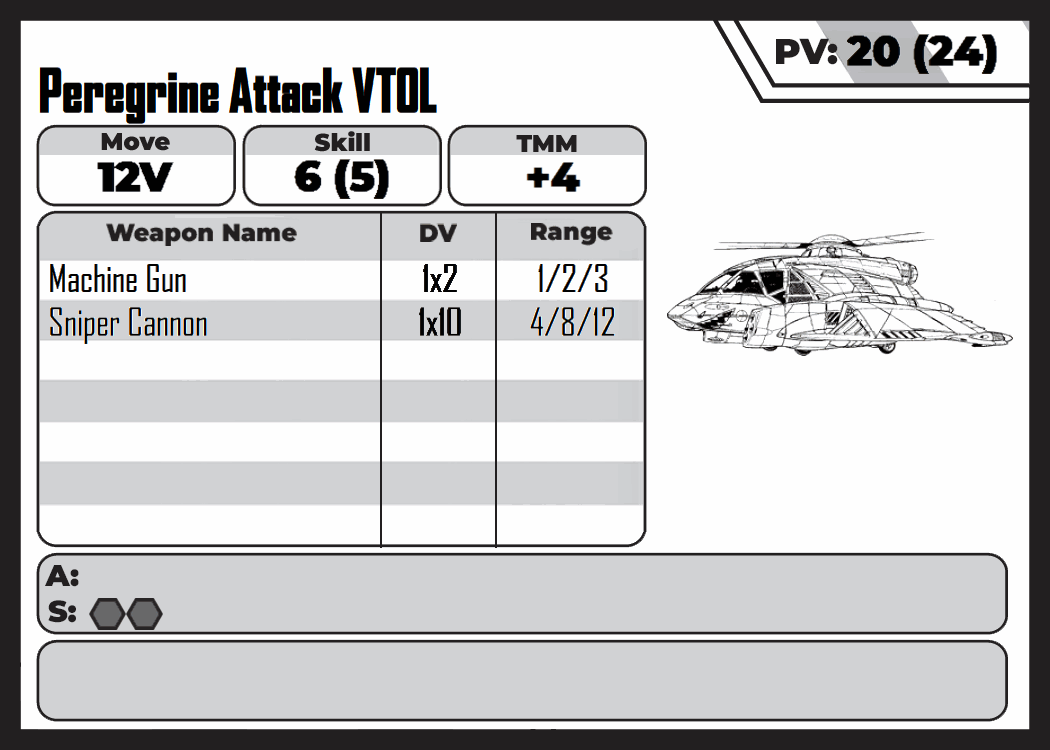 PV: 20 (24)
Peregrine Attack VTOL
Move Skill TMM
12V 6 (5) +4
Weapon Name DV Range
Machine Gun 1x2 1/2/3
Sniper Cannon 1x10 4/8/12
A:
S: